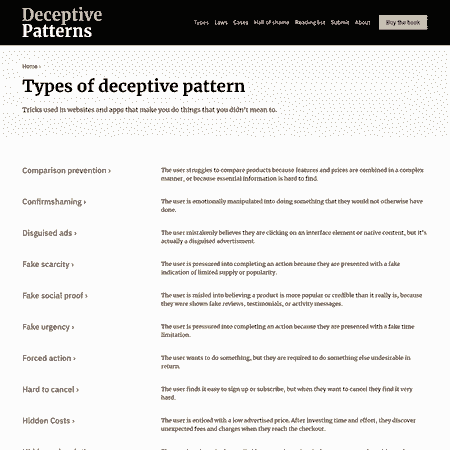 Deceptive
Patterns
Types Laws Cases Hall of shame Reading list Submit About Buy the book
Home ›
Types of deceptive pattern
Tricks used in websites and apps that make you do things that you didn't mean to.
Comparison prevention ›
The user struggles to compare products because features and prices are combined in a complex
manner, or because essential information is hard to find.
Confirmshaming ›
The user is emotionally manipulated into doing something that they would not otherwise have
done.
Disguised ads ›
The user mistakenly believes they are clicking on an interface element or native content, but it's
actually a disguised advertisement.
Fake scarcity ›
The user is pressured into completing an action because they are presented with a fake
indication of limited supply or popularity.
Fake social proof ›
The user is misled into believing a product is more popular or credible than it really is, because
they were shown fake reviews, testimonials, or activity messages.
Fake urgency ›
The user is pressured into completing an action because they are presented with a fake time
limitation.
Forced action ›
The user wants to do something, but they are required to do something else undesirable in
return.
Hard to cancel ›
The user finds it easy to sign up or subscribe, but when they want to cancel they find it very
hard.
Hidden Costs ›
The user is enticed with a low advertised price. After investing time and effort, they discover
unexpected fees and charges when they reach the checkout.